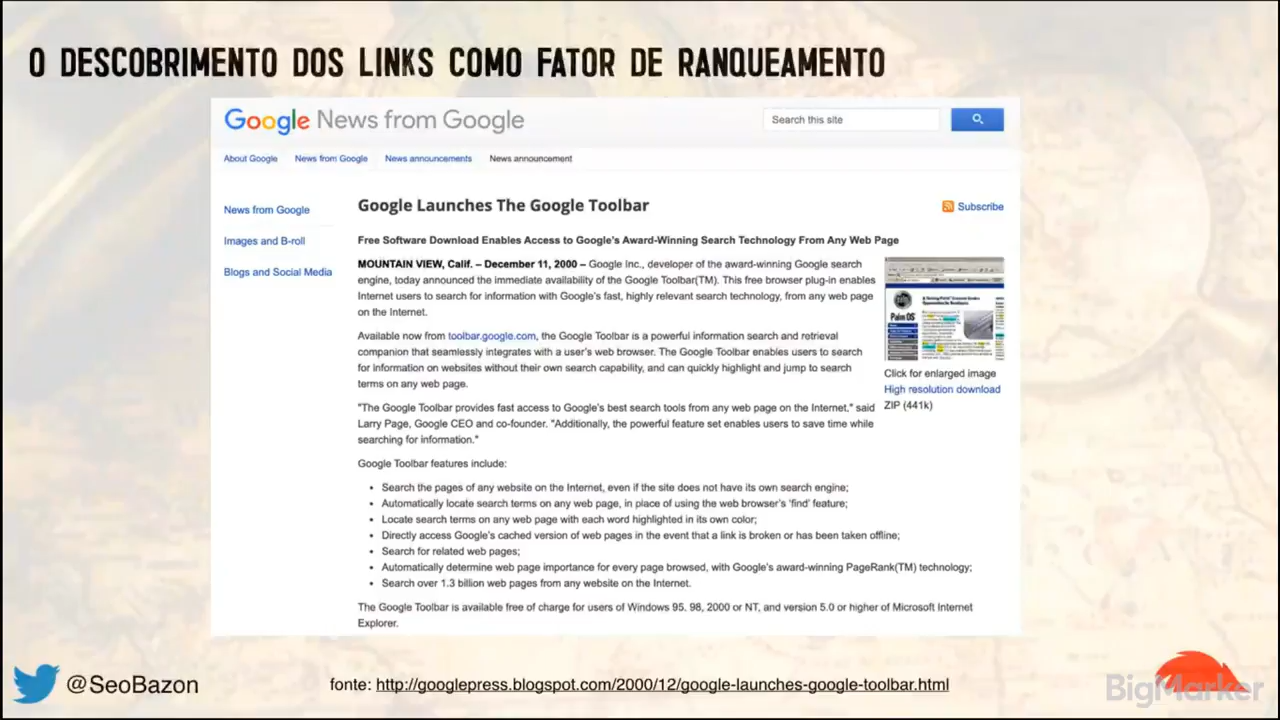 O DESCOBRIMENTO DOS LINKS COMO FATOR DE RANQUEAMENTO
Google News from Google
Search this site
About Google News from Google News announcements News announcement
News from Google
Images and B-roll
Blogs and Social Media
Google Launches The Google Toolbar
Subscribe
Free Software Download Enables Access to Google's Award-Winning Search Technology From Any Web Page
MOUNTAIN VIEW, Calif. – December 11, 2000 – Google Inc., developer of the award-winning Google search
engine, today announced the immediate availability of the Google Toolbar(TM). This free browser plug-in enables
Internet users to search for information with Google's fast, highly relevant search technology, from any web page
on the Internet.
Available now from toolbar.google.com, the Google Toolbar is a powerful information search and retrieval
companion that seamlessly integrates with a user's web browser. The Google Toolbar enables users to search
for information on websites without their own search capability, and can quickly highlight and jump to search
terms on any web page.
"The Google Toolbar provides fast access to Google's best search tools from any web page on the Internet," said
Larry Page, Google CEO and co-founder. "Additionally, the powerful feature set enables users to save time while
searching for information."
Palm OS
Click for enlarged image
High resolution download
ZIP (441k)
Google Toolbar features include:
• Search the pages of any website on the Internet, even if the site does not have its own search engine;
• Automatically locate search terms on any web page, in place of using the web browser's 'find' feature;
• Locate search terms on any web page with each word highlighted in its own color;
• Directly access Google's cached version of web pages in the event that a link is broken or has been taken offline;
• Search for related web pages;
• Automatically determine web page importance for every page browsed, with Google's award-winning PageRank(TM) technology;
• Search over 1.3 billion web pages from any website on the Internet.
The Google Toolbar is available free of charge for users of Windows 95, 98, 2000 or NT, and version 5.0 or higher of Microsoft Internet
Explorer.
@SeoBazon
fonte: http://googlepress.blogspot.com/2000/12/google-launches-google-toolbar.html
BigMarker